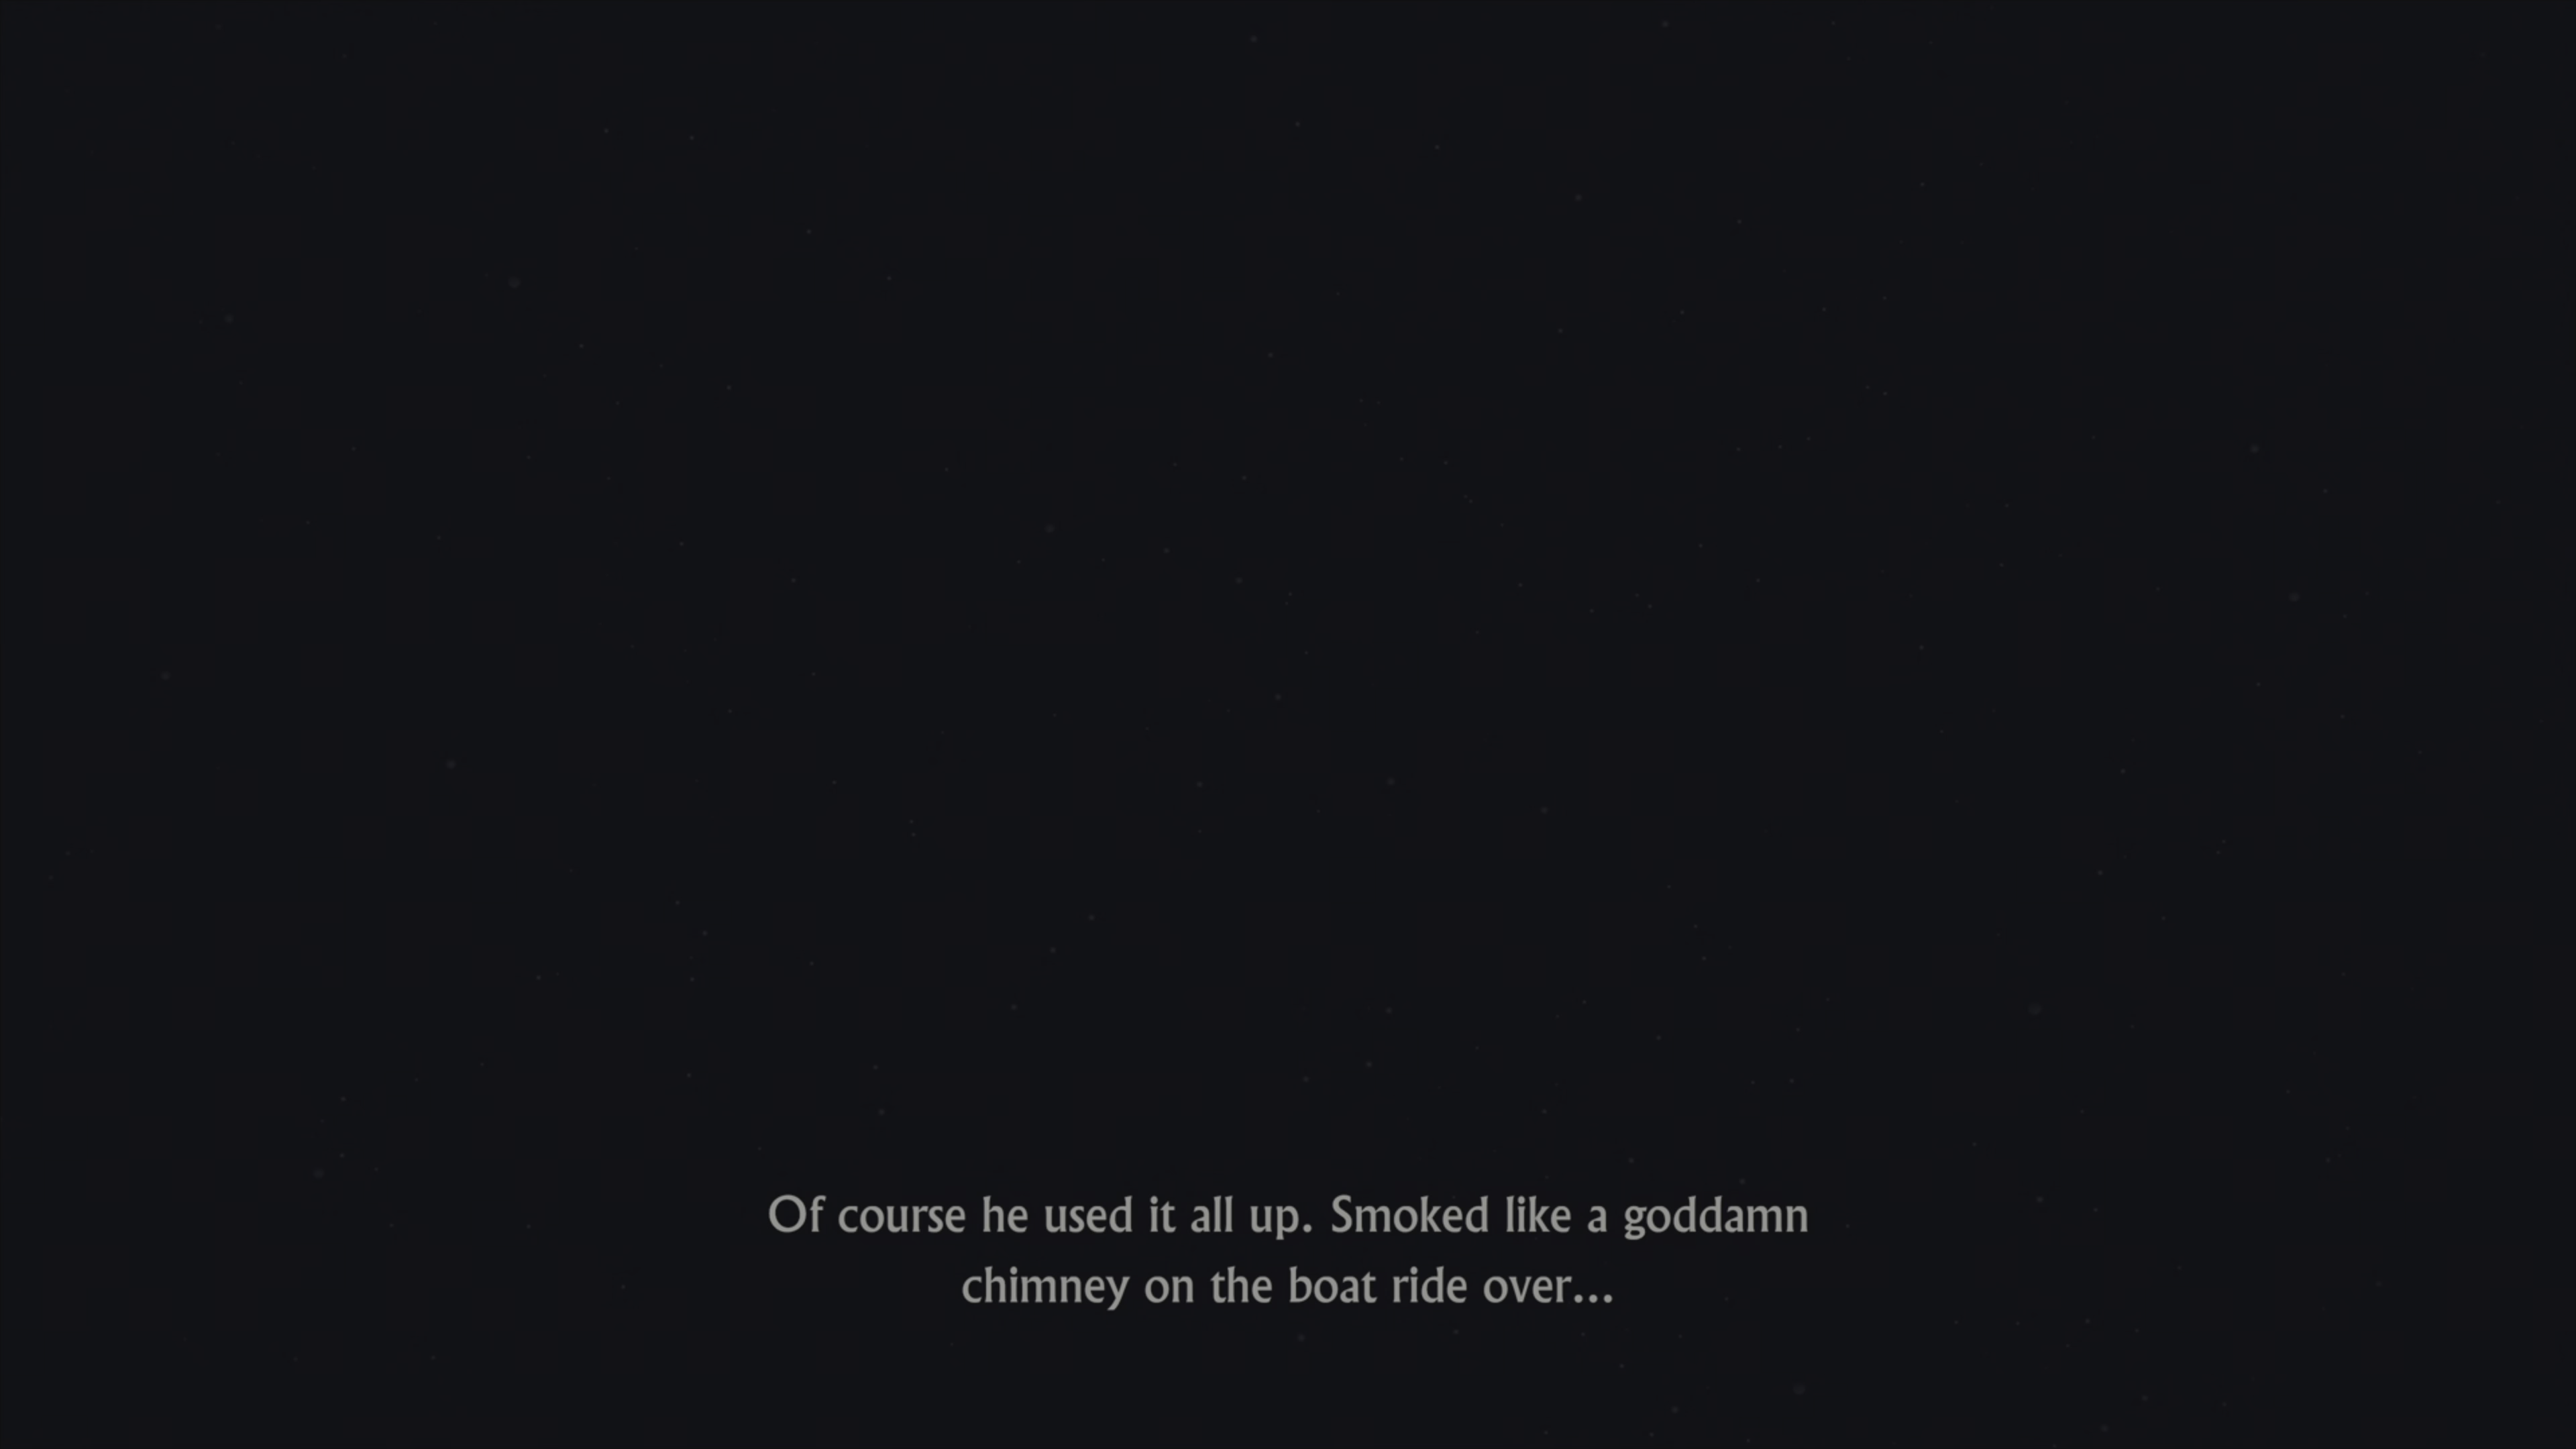 Of course he used it all up. Smoked like a goddamn
chimney on the boat ride over...